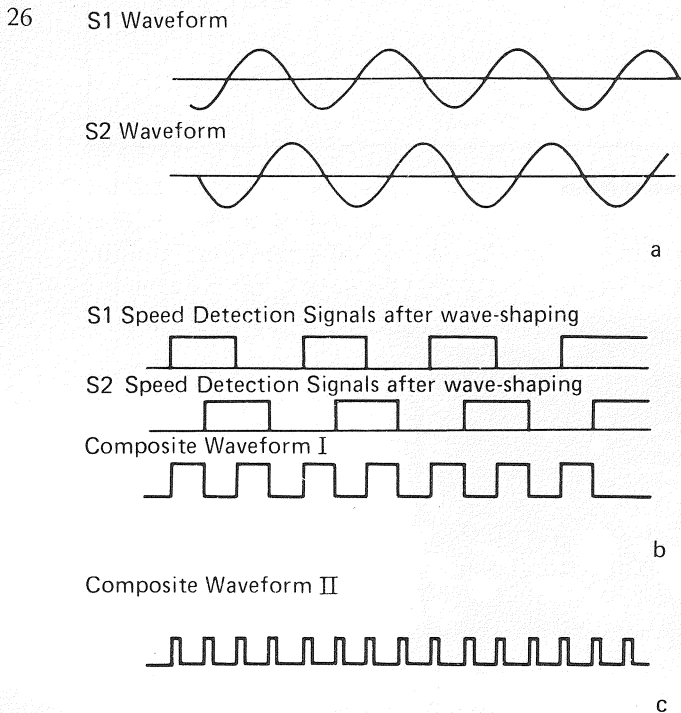 26
S1 Waveform
S2 Waveform
a
S1 Speed Detection Signals after wave-shaping
S2 Speed Detection Signals after wave-shaping
Composite Waveform I
b
Composite Waveform II
c